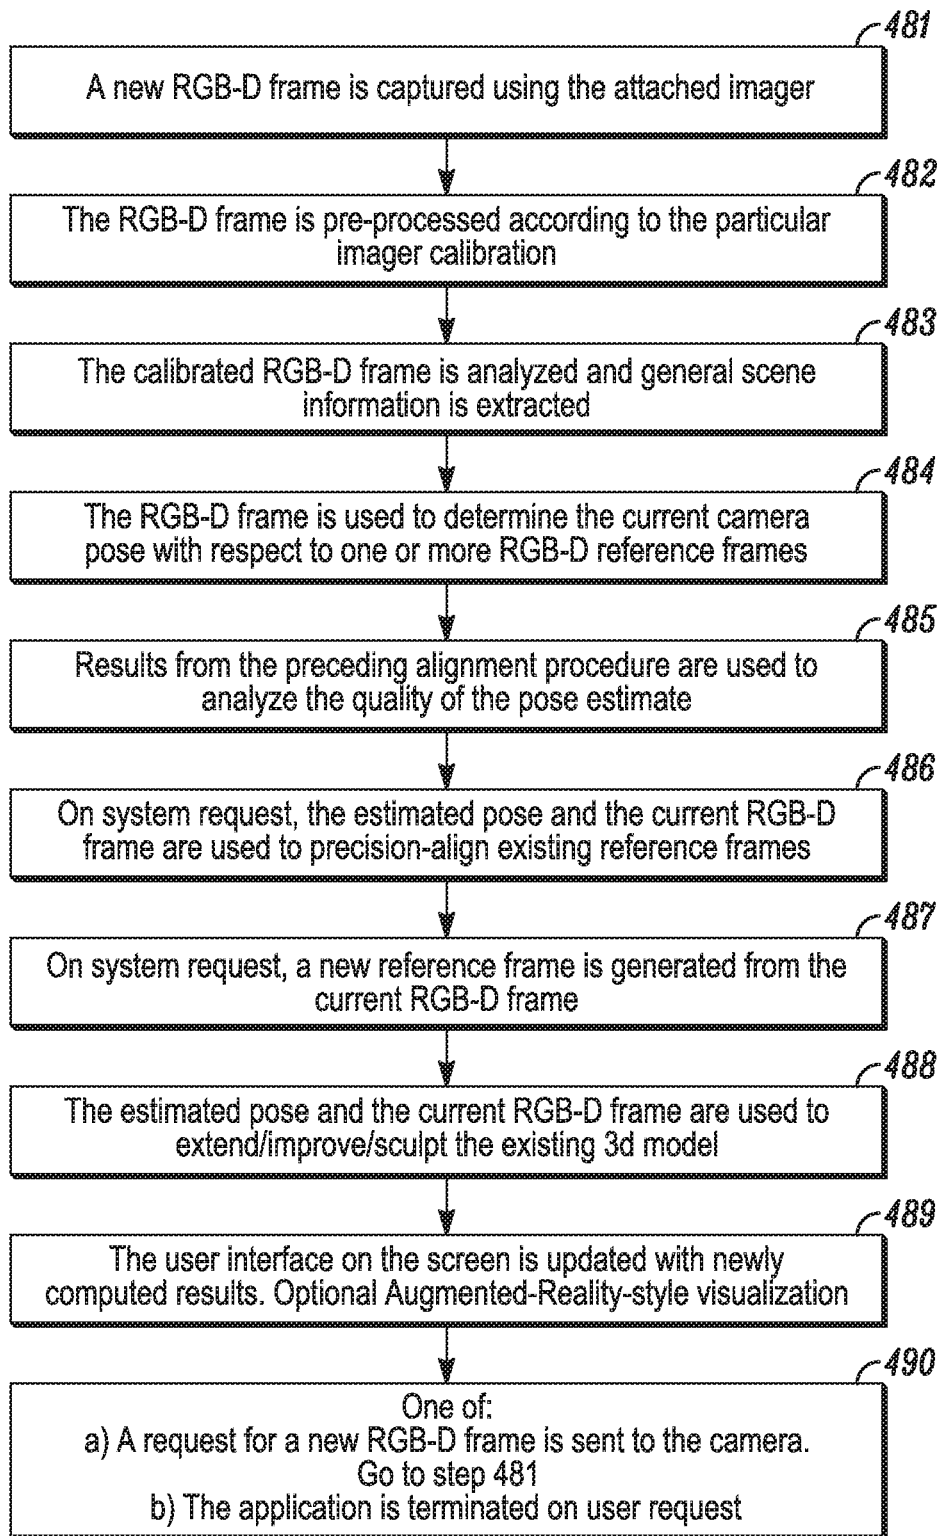 481
A new RGB-D frame is captured using the attached imager
482
The RGB-D frame is pre-processed according to the particular
imager calibration
483
The calibrated RGB-D frame is analyzed and general scene
information is extracted
484
The RGB-D frame is used to determine the current camera
pose with respect to one or more RGB-D reference frames
485
Results from the preceding alignment procedure are used to
analyze the quality of the pose estimate
486
On system request, the estimated pose and the current RGB-D
frame are used to precision-align existing reference frames
487
On system request, a new reference frame is generated from the
current RGB-D frame
488
The estimated pose and the current RGB-D frame are used to
extend/improve/sculpt the existing 3d model
489
The user interface on the screen is updated with newly
computed results. Optional Augmented-Reality-style visualization
490
One of:
a) A request for a new RGB-D frame is sent to the camera.
Go to step 481
b) The application is terminated on user request